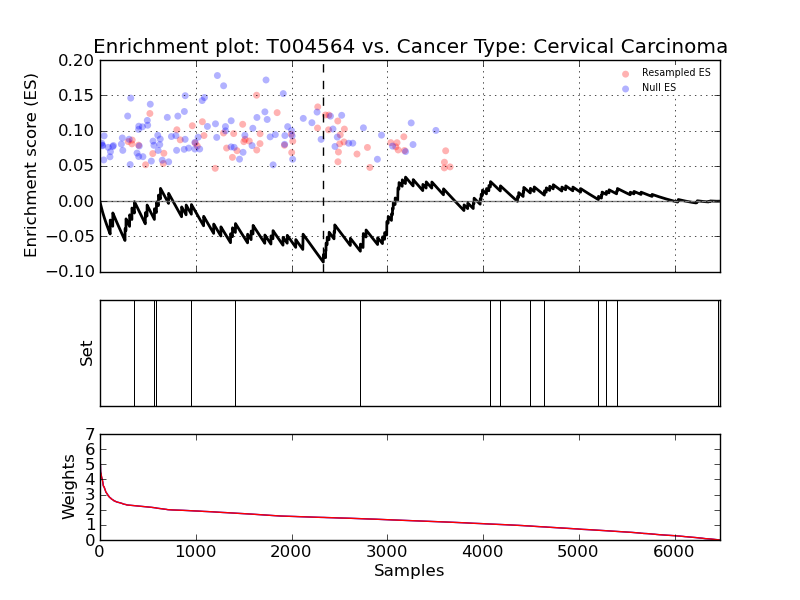 Enrichment plot: T004564 vs. Cancer Type: Cervical Carcinoma
Enrichment score (ES)
0.20
0.15
0.10
0.05
0.00
−0.05
−0.10
Resampled ES
Null ES
Set
Weights
7
6
5
4
3
2
1
0
0 1000 2000 3000 4000 5000 6000
Samples